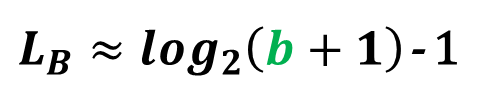 L_B ≈ log₂(b + 1) - 1